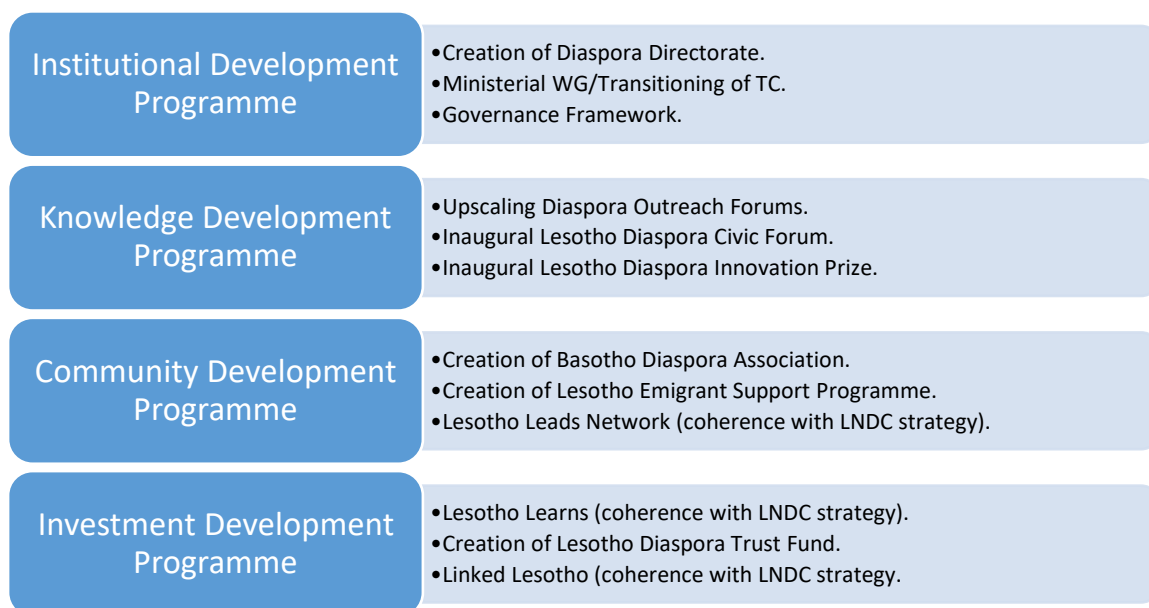 Institutional Development
Programme
•Creation of Diaspora Directorate.
•Ministerial WG/Transitioning of TC.
•Governance Framework.
Knowledge Development
Programme
•Upscaling Diaspora Outreach Forums.
•Inaugural Lesotho Diaspora Civic Forum.
•Inaugural Lesotho Diaspora Innovation Prize.
Community Development
Programme
•Creation of Basotho Diaspora Association.
•Creation of Lesotho Emigrant Support Programme.
•Lesotho Leads Network (coherence with LNDC strategy).
Investment Development
Programme
•Lesotho Learns (coherence with LNDC strategy).
•Creation of Lesotho Diaspora Trust Fund.
•Linked Lesotho (coherence with LNDC strategy.